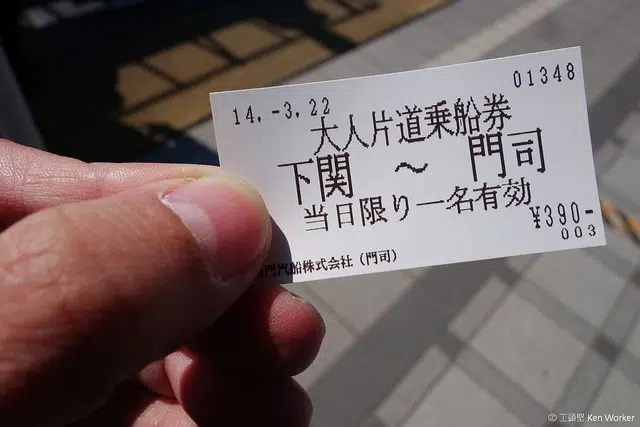 01348
14.-3.22
大人片道乗船券
下関 ～ 門司
当日限り一名有効
¥390-
003
門汽船株式会社（門司）
© 工頭堅 Ken Worker